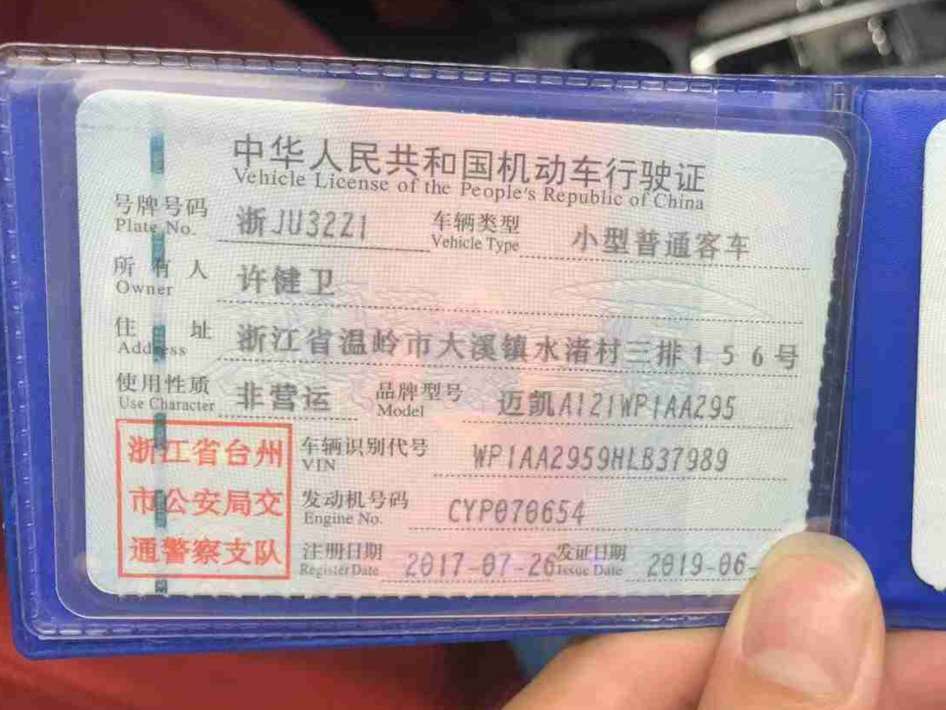 中华人民共和国机动车行驶证
Vehicle License of the People's Republic of China
号牌号码 浙JU32Z1 车辆类型 小型普通客车
Plate No. Vehicle Type
所有人 许健卫
Owner
住址 浙江省温岭市大溪镇水渚村三排156号
Address
使用性质 非营运 品牌型号 迈凯A121WP1AA295
Use Character Model
浙江省台州
市公安局交
通警察支队
车辆识别代号 WP1AA2959HLB37989
VIN
发动机号码 CYP070654
Engine No.
注册日期 2017-07-26 发证日期 2019-06-
Register Date Issue Date